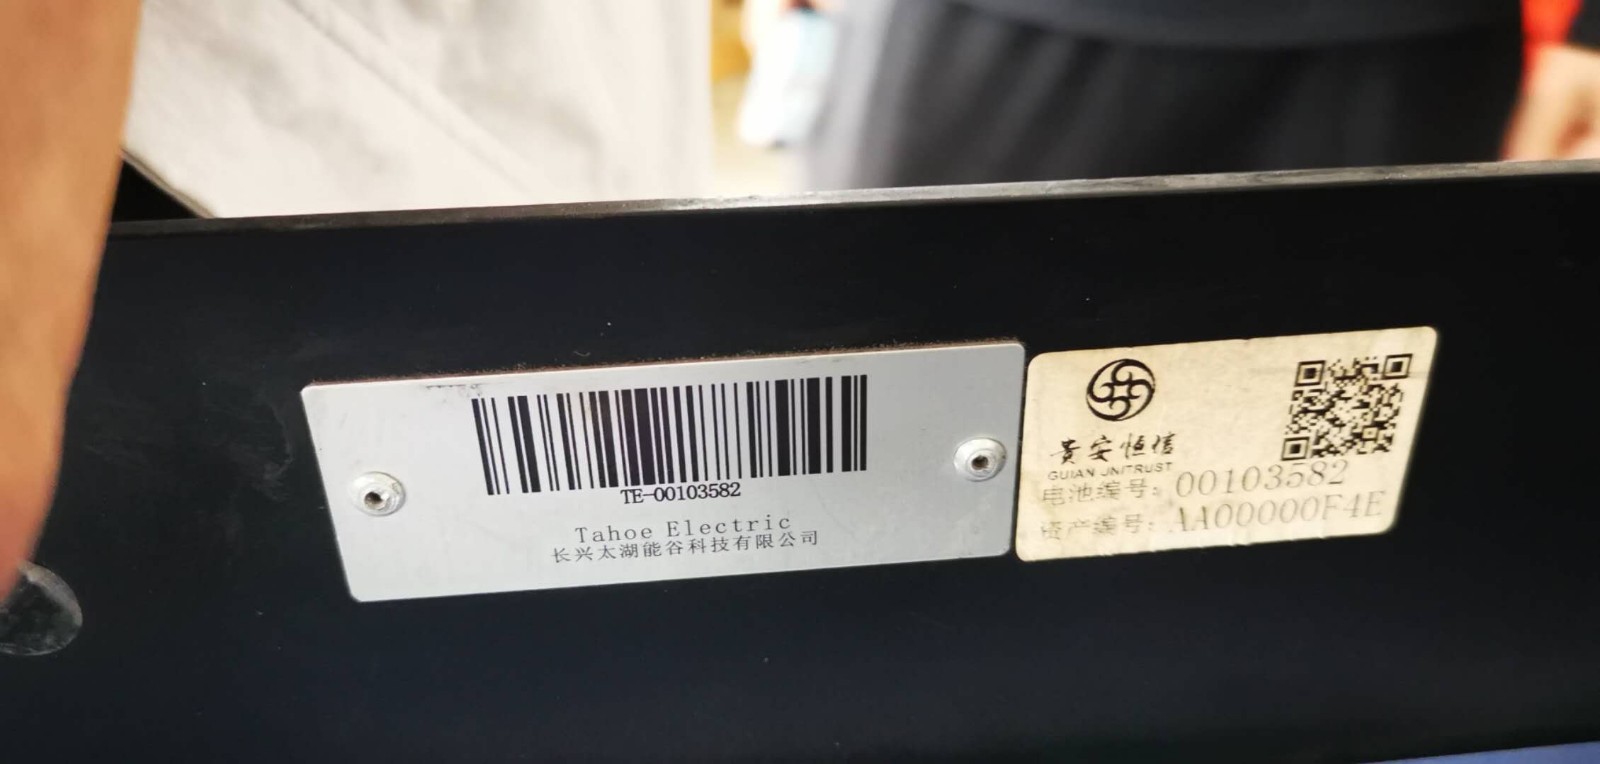 TE-00103582
Tahoe Electric
长兴太湖能谷科技有限公司
贵安恒信
GUIAN JNITRUST
电池编号: 00103582
资产编号: AA00000F4E